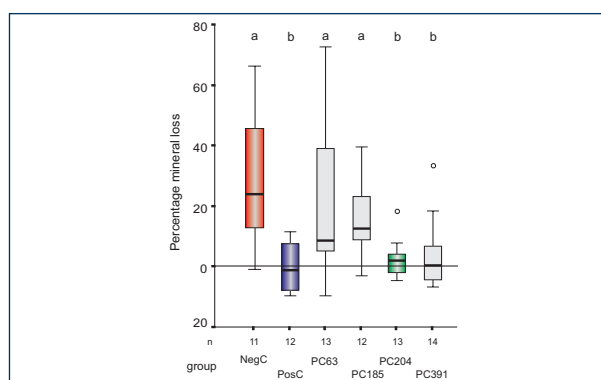 80
a b a a b b
60
40
20
0
20
Percentage mineral loss
n 11 12 13 12 13 14
group NegC PC63 PC204
PosC PC185 PC391